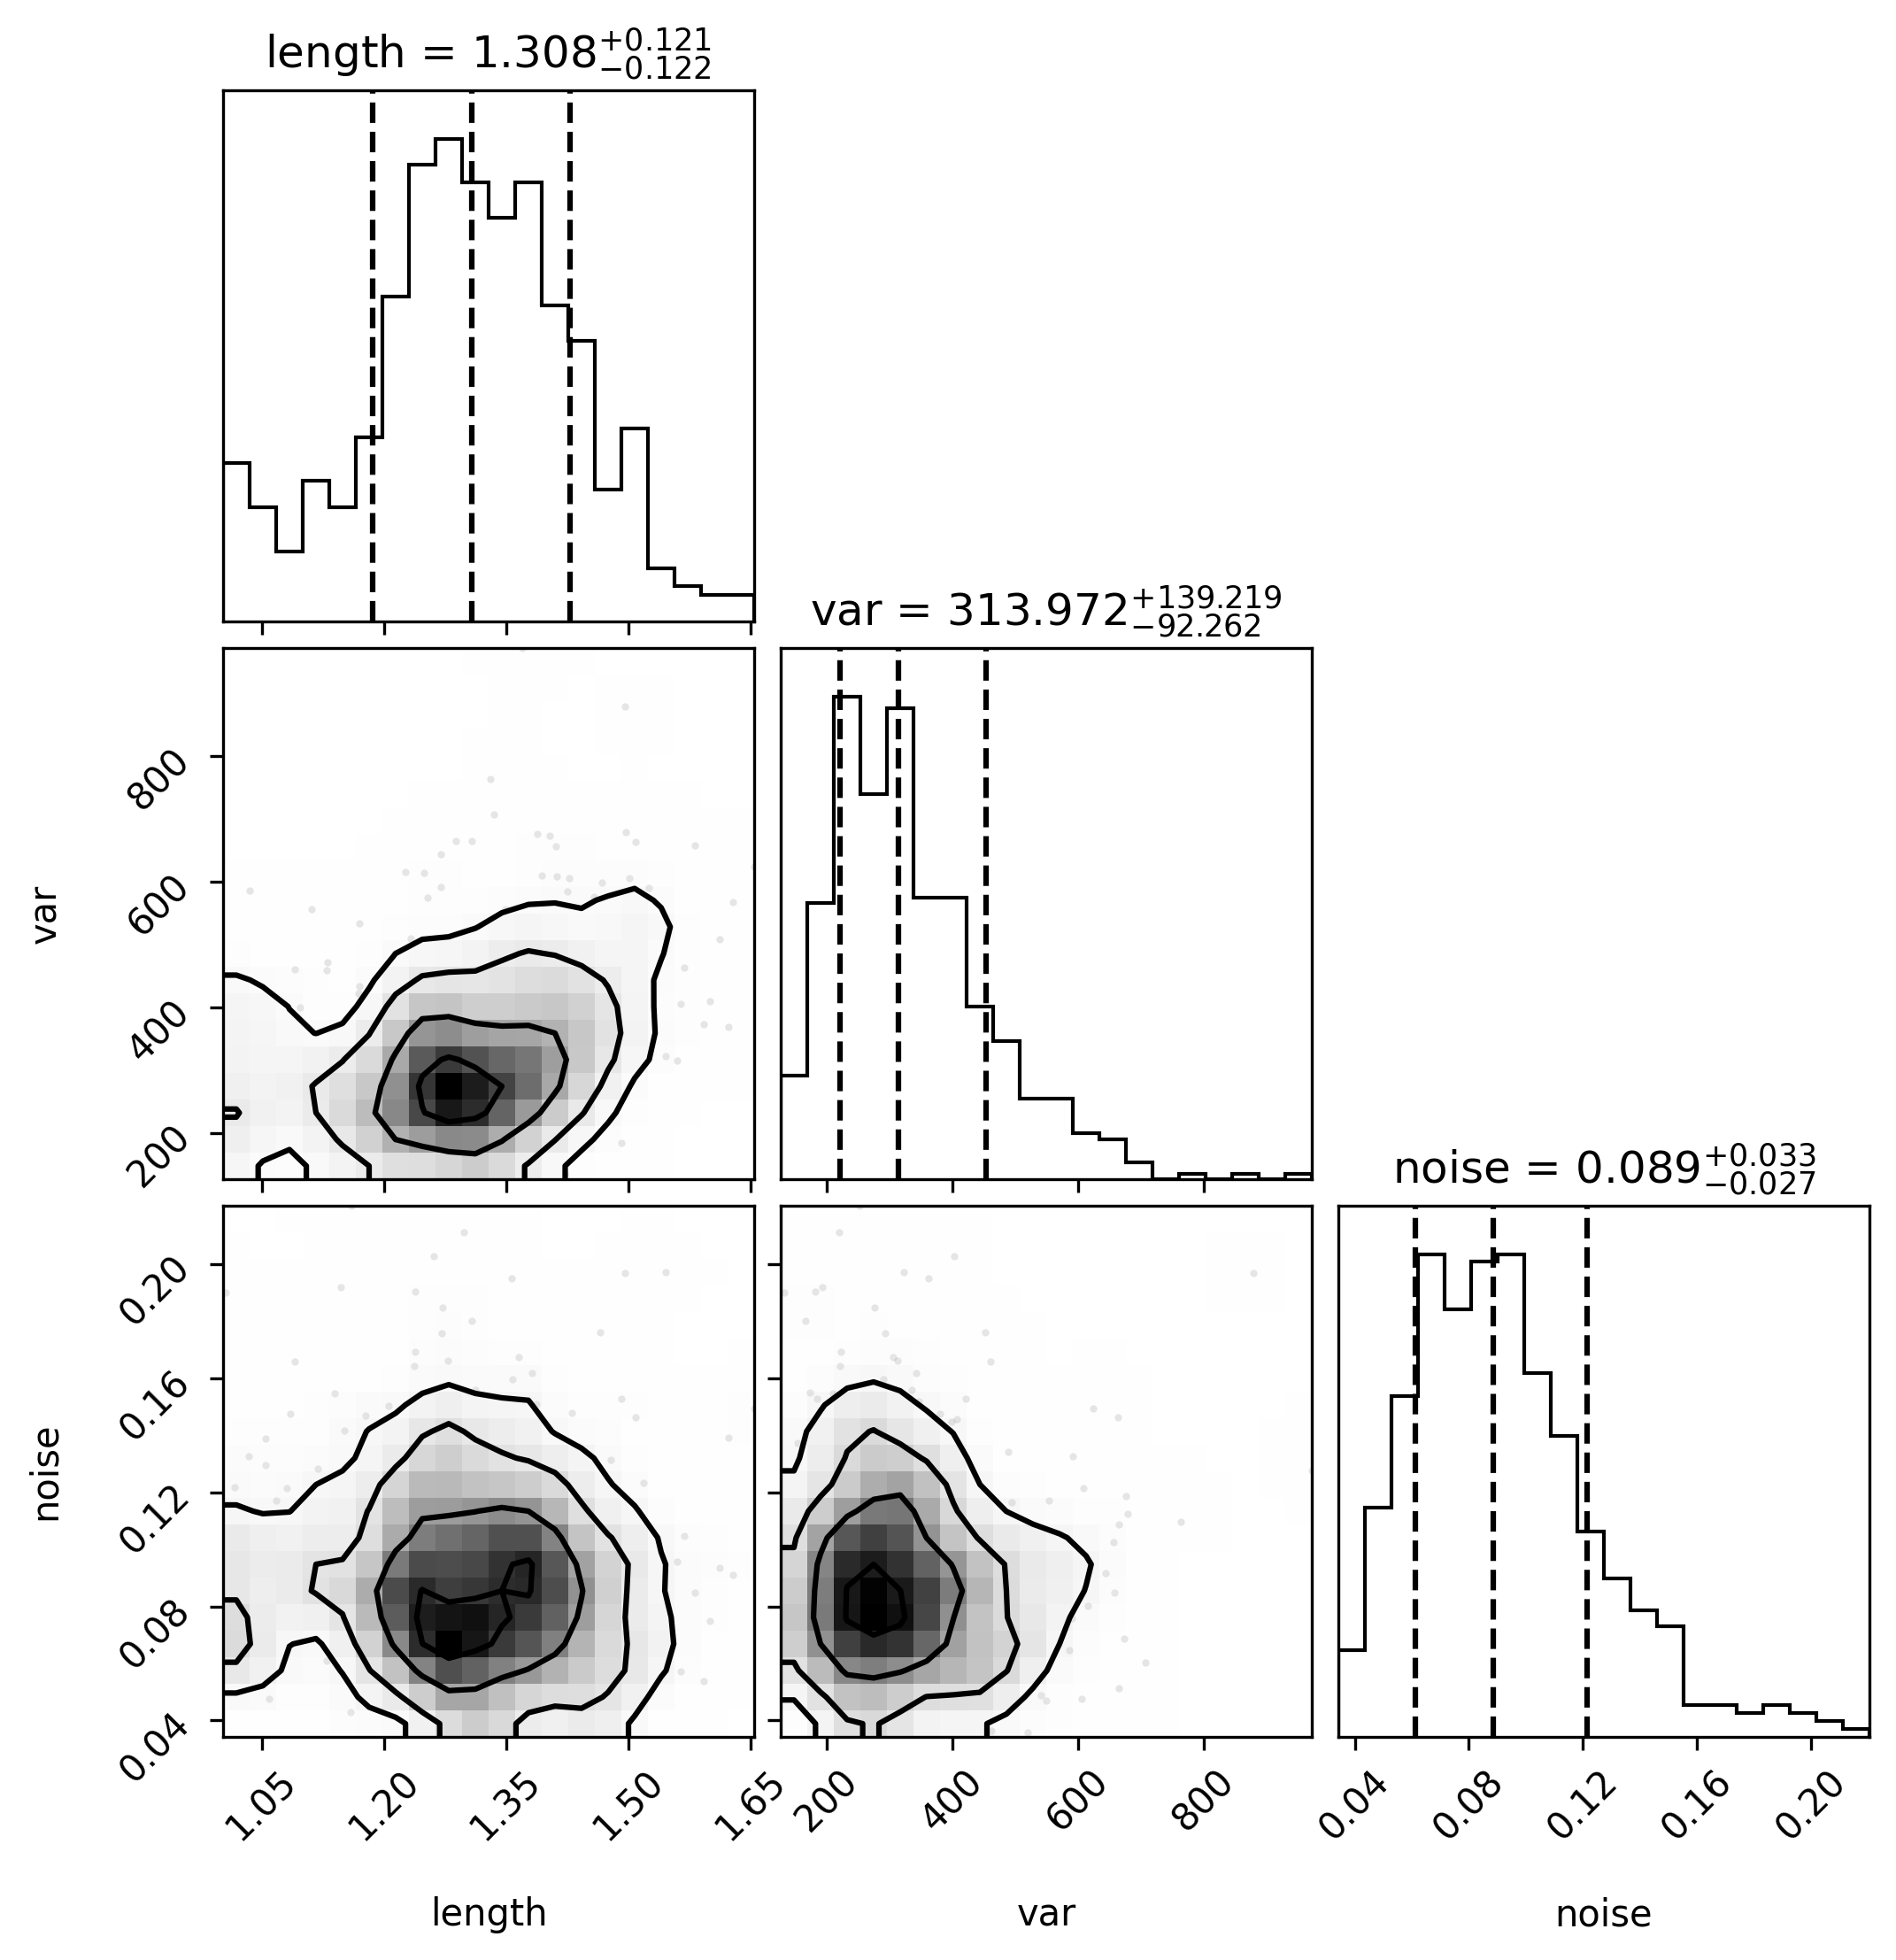 length = 1.308 +0.121 −0.122
var = 313.972 +139.219 −92.262
800
600
400
200
var
noise = 0.089 +0.033 −0.027
0.20
0.16
0.12
0.08
0.04
noise
1.05 1.20 1.35 1.50 1.65 200 400 600 800 0.04 0.08 0.12 0.16 0.20
length var noise